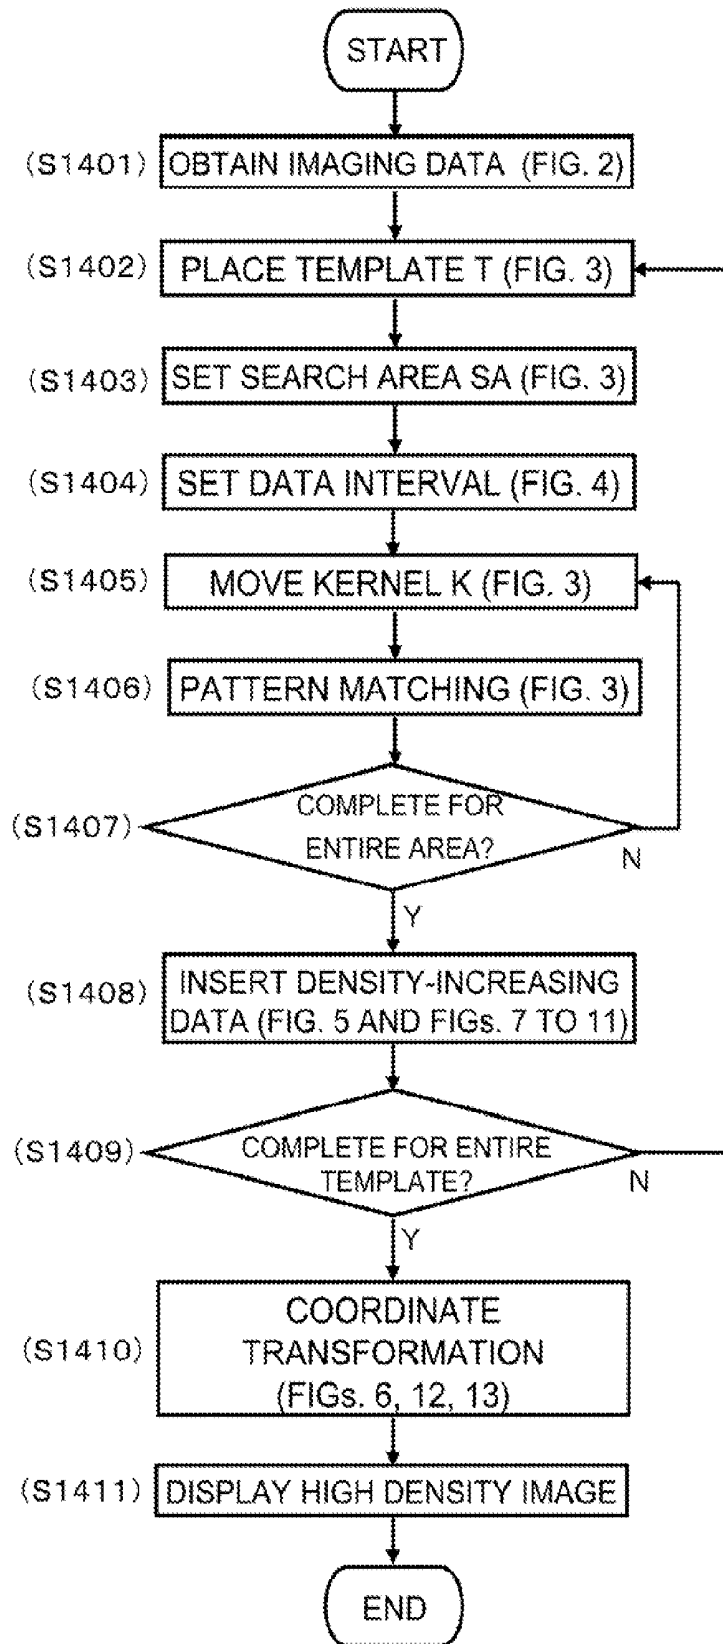 START
(S1401) OBTAIN IMAGING DATA (FIG. 2)
(S1402) PLACE TEMPLATE T (FIG. 3)
(S1403) SET SEARCH AREA SA (FIG. 3)
(S1404) SET DATA INTERVAL (FIG. 4)
(S1405) MOVE KERNEL K (FIG. 3)
(S1406) PATTERN MATCHING (FIG. 3)
(S1407) COMPLETE FOR
ENTIRE AREA?
N
Y
(S1408) INSERT DENSITY-INCREASING
DATA (FIG. 5 AND FIGs. 7 TO 11)
(S1409) COMPLETE FOR ENTIRE
TEMPLATE?
N
Y
COORDINATE
(S1410) TRANSFORMATION
(FIGs. 6, 12, 13)
(S1411) DISPLAY HIGH DENSITY IMAGE
END